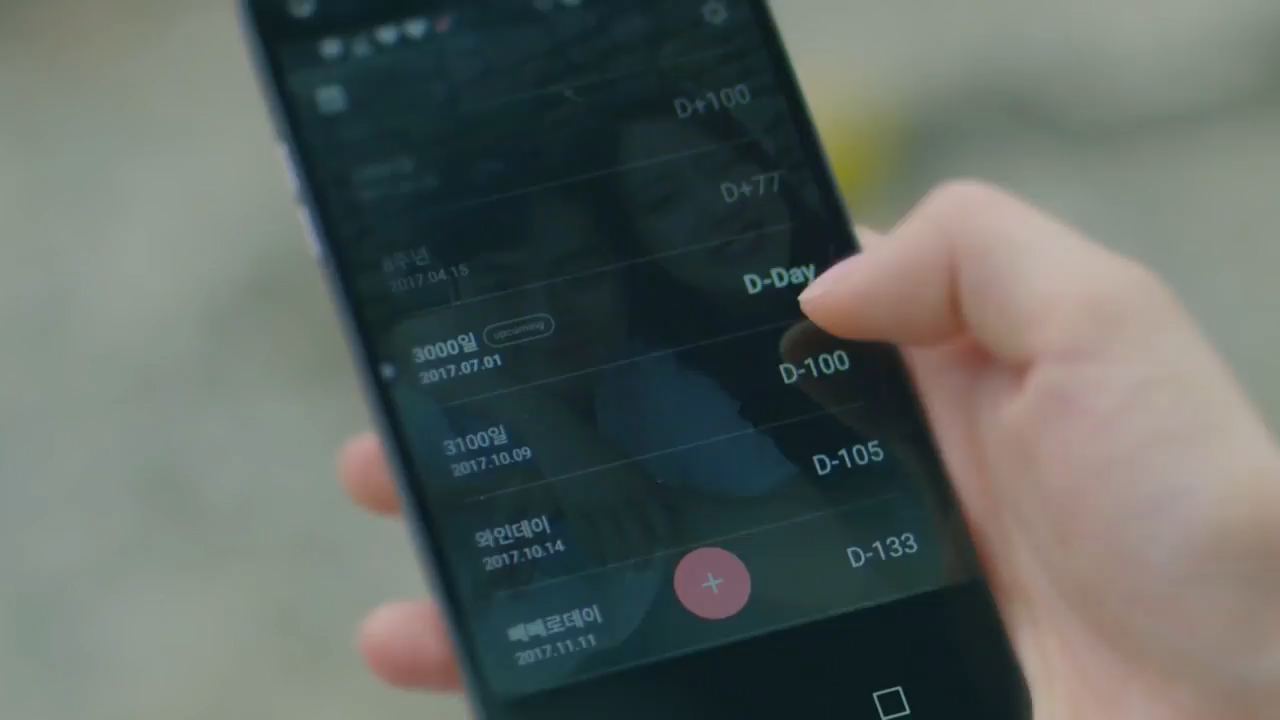 D+100
D+77
8주년
2017.04.15
D-Day
3000일 upcoming
2017.07.01
D-100
3100일
2017.10.09
D-105
와인데이
2017.10.14
D-133
빼빼로데이
2017.11.11